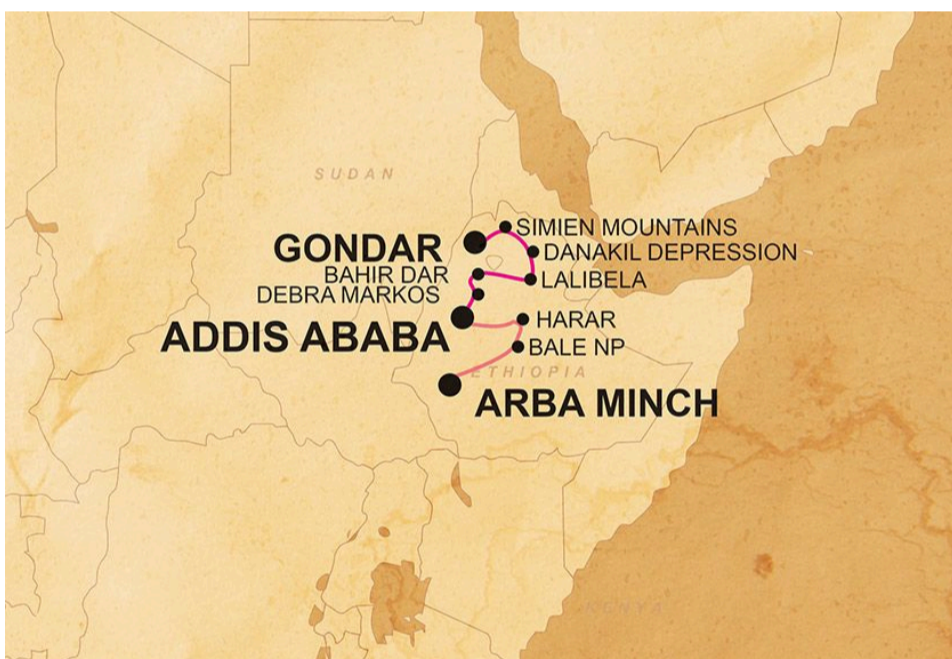 SUDAN
SIMIEN MOUNTAINS
GONDAR
DANAKIL DEPRESSION
BAHIR DAR
LALIBELA
DEBRA MARKOS
HARAR
ADDIS ABABA
BALE NP
ETHIOPIA
ARBA MINCH
KENYA